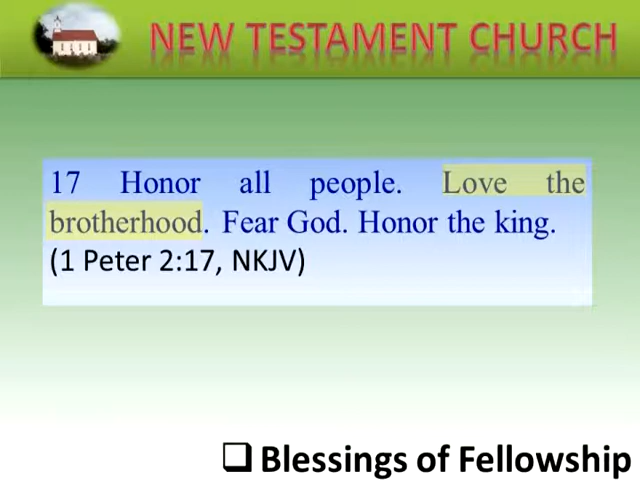 NEW TESTAMENT CHURCH
17 Honor all people. Love the
brotherhood. Fear God. Honor the king.
(1 Peter 2:17, NKJV)
❑ Blessings of Fellowship